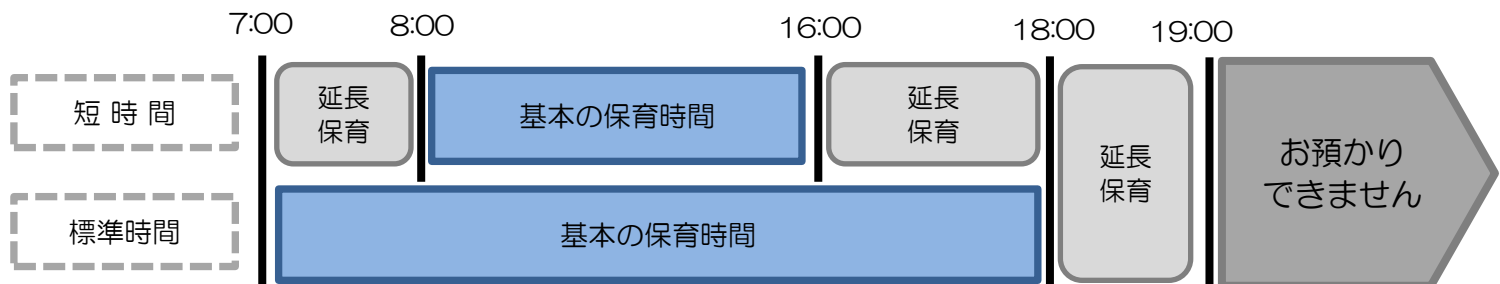 7:00
8:00
16:00
18:00
19:00
短 時 間
延長
保育
基本の保育時間
延長
保育
延長
保育
お預かり
できません
標準時間
基本の保育時間